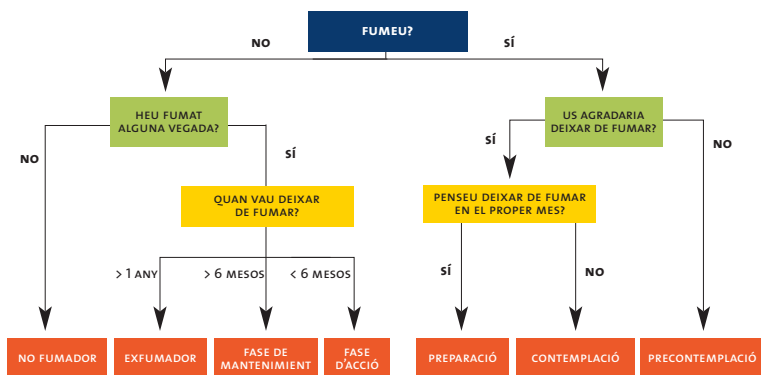 FUMEU?
NO
SÍ
HEU FUMAT
ALGUNA VEGADA?
US AGRADARIA
DEIXAR DE FUMAR?
NO
SÍ
SÍ
NO
QUAN VAU DEIXAR
DE FUMAR?
PENSEU DEIXAR DE FUMAR
EN EL PROPER MES?
> 1 ANY
> 6 MESOS
< 6 MESOS
SÍ
NO
NO FUMADOR
EXFUMADOR
FASE DE
MANTENIMIENT
FASE
D'ACCIÓ
PREPARACIÓ
CONTEMPLACIÓ
PRECONTEMPLACIÓ